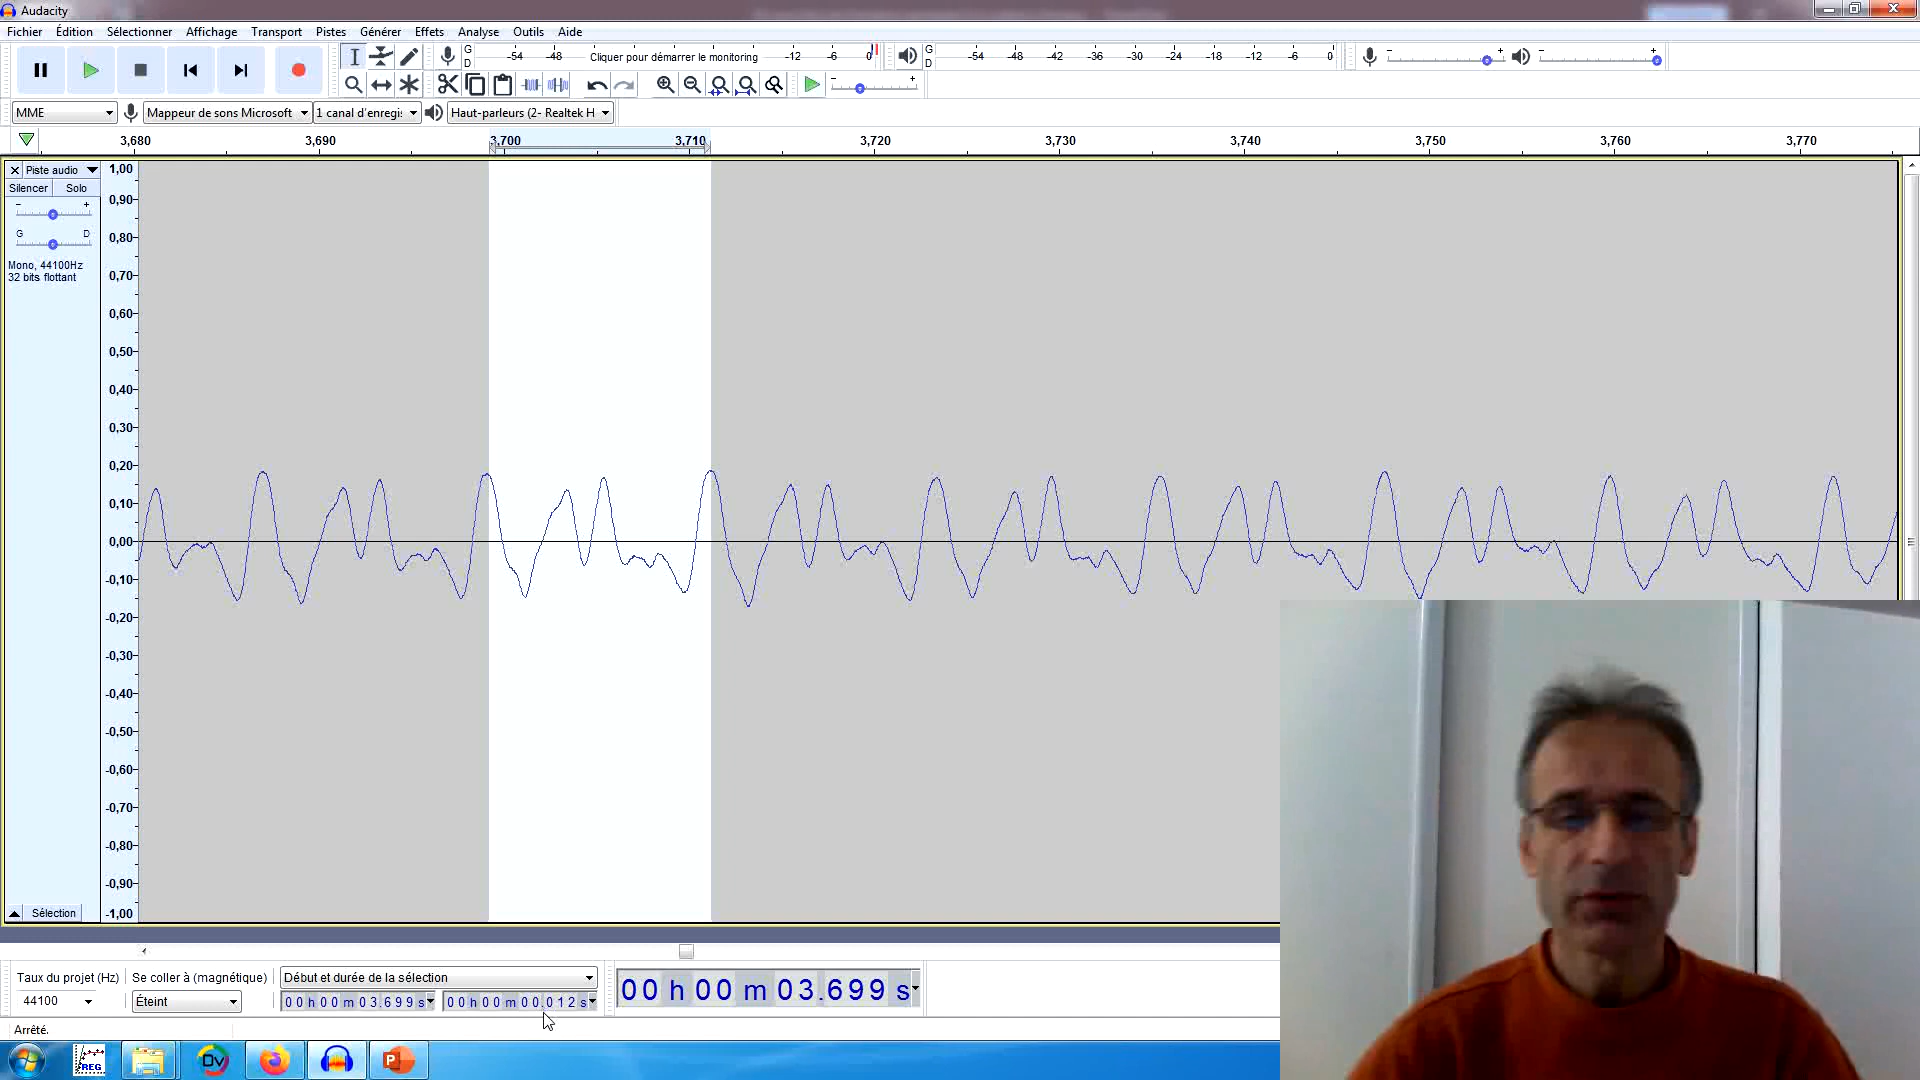 Audacity
Fichier Édition Sélectionner Affichage Transport Pistes Générer Effets Analyse Outils Aide
G D -54 -48 Cliquer pour démarrer le monitoring -12 -6 0 G D -54 -48 -42 -36 -30 -24 -18 -12 -6 0 - + - +
- +
MME Mappeur de sons Microsoft 1 canal d'enregi: Haut-parleurs (2- Realtek H
3,680 3,690 3,700 3,710 3,720 3,730 3,740 3,750 3,760 3,770
Piste audio
Silencer Solo
- +
G D
Mono, 44100Hz
32 bits flottant
1,00
0,90
0,80
0,70
0,60
0,50
0,40
0,30
0,20
0,10
0,00
-0,10
-0,20
-0,30
-0,40
-0,50
-0,60
-0,70
-0,80
-0,90
-1,00
Sélection
Taux du projet (Hz) Se coller à (magnétique) Début et durée de la sélection
44100 Éteint 00 h 00 m 03.699 s 00 h 00 m 00.012 s 00 h 00 m 03.699 s
Arrêté.
REG Dv P